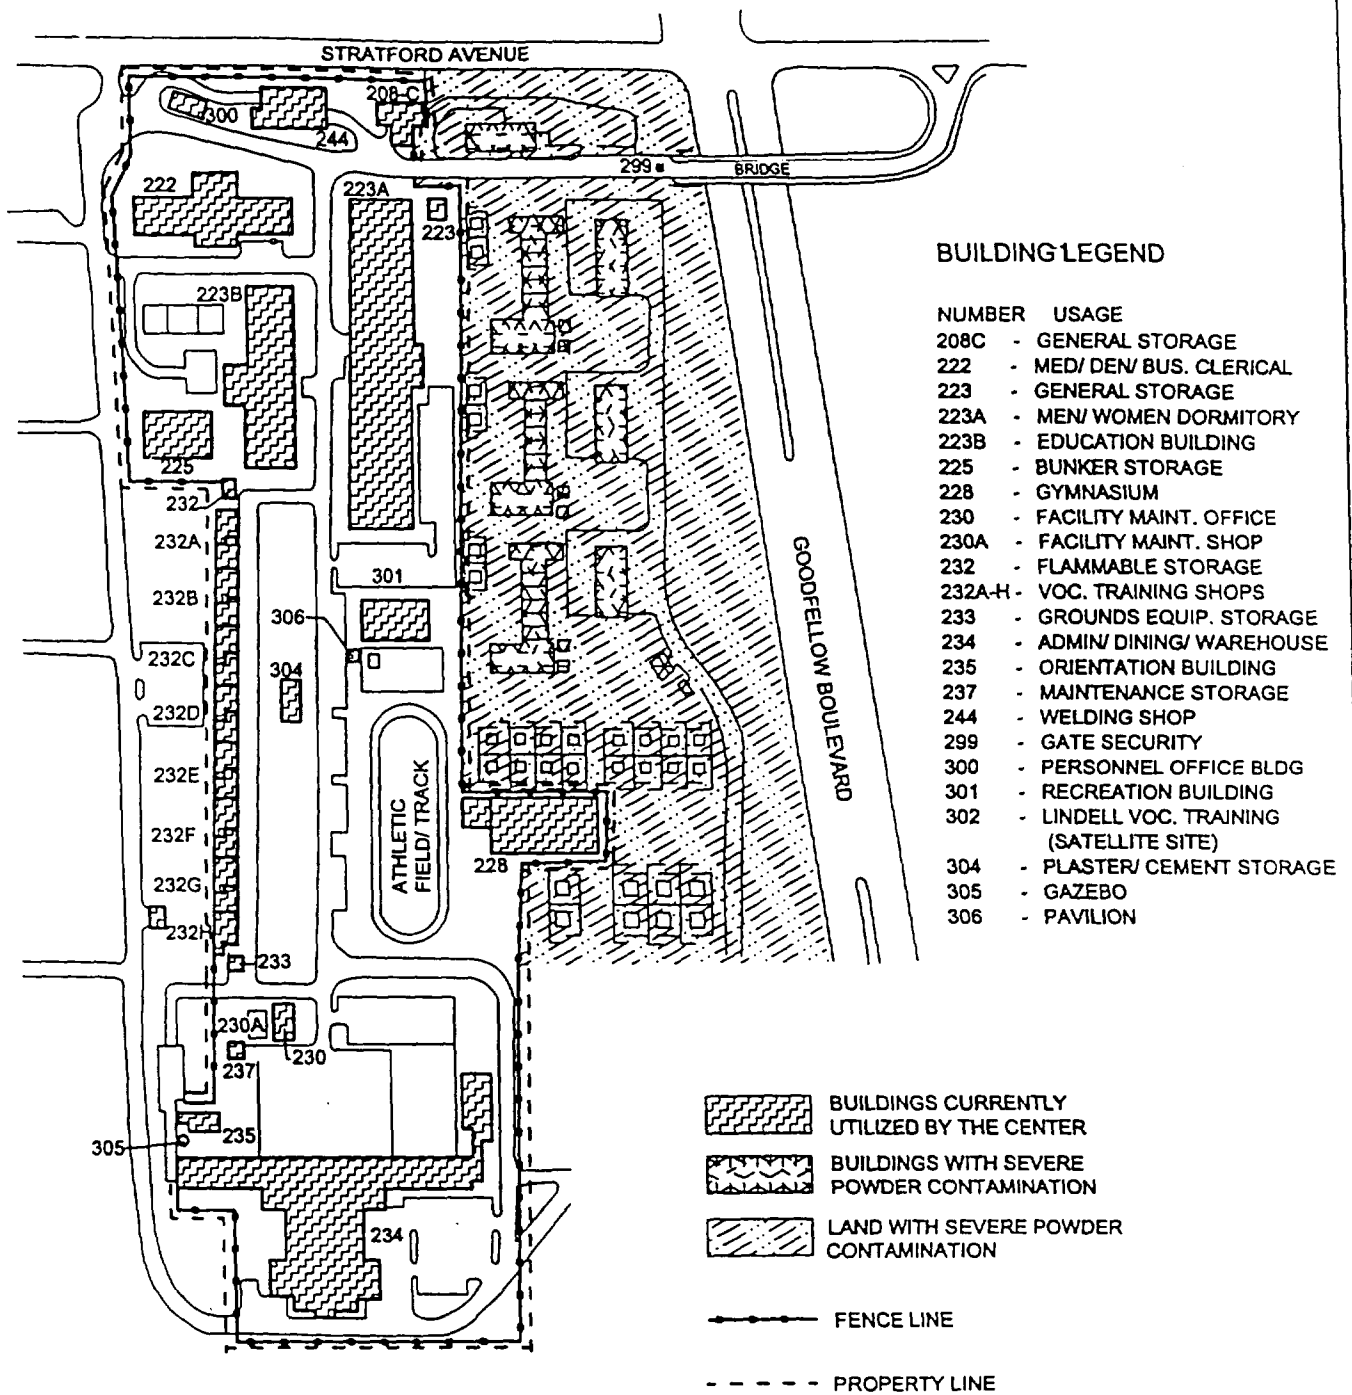 STRATFORD AVENUE
208-C
300
244
299
BRIDGE
222
223A
223
223B
225
232
232A
301
232B
306
232C
304
232D
232E
232F
228
232G
232H
ATHLETIC
FIELD/ TRACK
GOODFELLOW BOULEVARD
233
230A
230
237
235
305
234
BUILDING LEGEND
NUMBER USAGE
208C - GENERAL STORAGE
222 - MED/ DEN/ BUS. CLERICAL
223 - GENERAL STORAGE
223A - MEN/ WOMEN DORMITORY
223B - EDUCATION BUILDING
225 - BUNKER STORAGE
228 - GYMNASIUM
230 - FACILITY MAINT. OFFICE
230A - FACILITY MAINT. SHOP
232 - FLAMMABLE STORAGE
232A-H - VOC. TRAINING SHOPS
233 - GROUNDS EQUIP. STORAGE
234 - ADMIN/ DINING/ WAREHOUSE
235 - ORIENTATION BUILDING
237 - MAINTENANCE STORAGE
244 - WELDING SHOP
299 - GATE SECURITY
300 - PERSONNEL OFFICE BLDG
301 - RECREATION BUILDING
302 - LINDELL VOC. TRAINING
(SATELLITE SITE)
304 - PLASTER/ CEMENT STORAGE
305 - GAZEBO
306 - PAVILION
BUILDINGS CURRENTLY
UTILIZED BY THE CENTER
BUILDINGS WITH SEVERE
POWDER CONTAMINATION
LAND WITH SEVERE POWDER
CONTAMINATION
FENCE LINE
PROPERTY LINE